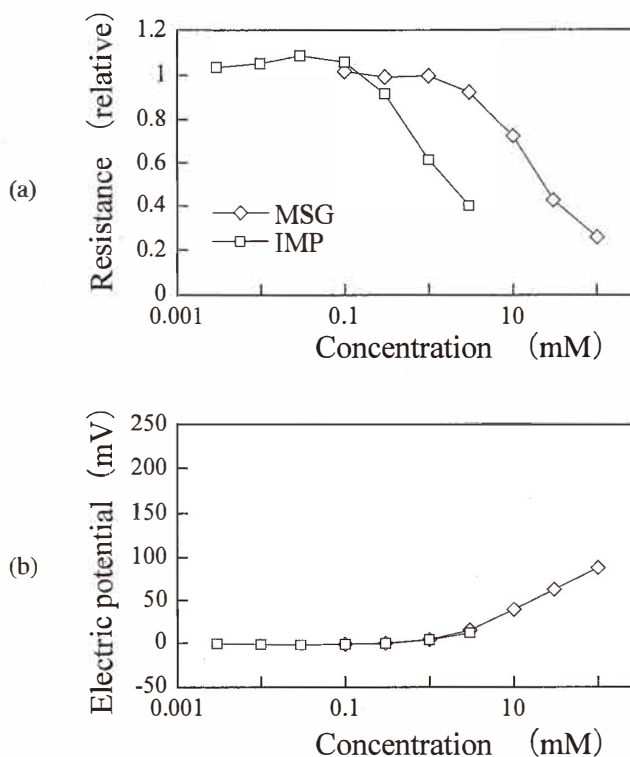 (a)
Resistance (relative)
1.2
1
0.8
0.6
0.4
0.2
0
MSG
IMP
0.001
0.1
10
Concentration (mM)
(b)
Electric potential (mV)
250
200
150
100
50
0
-50
0.001
0.1
10
Concentration (mM)